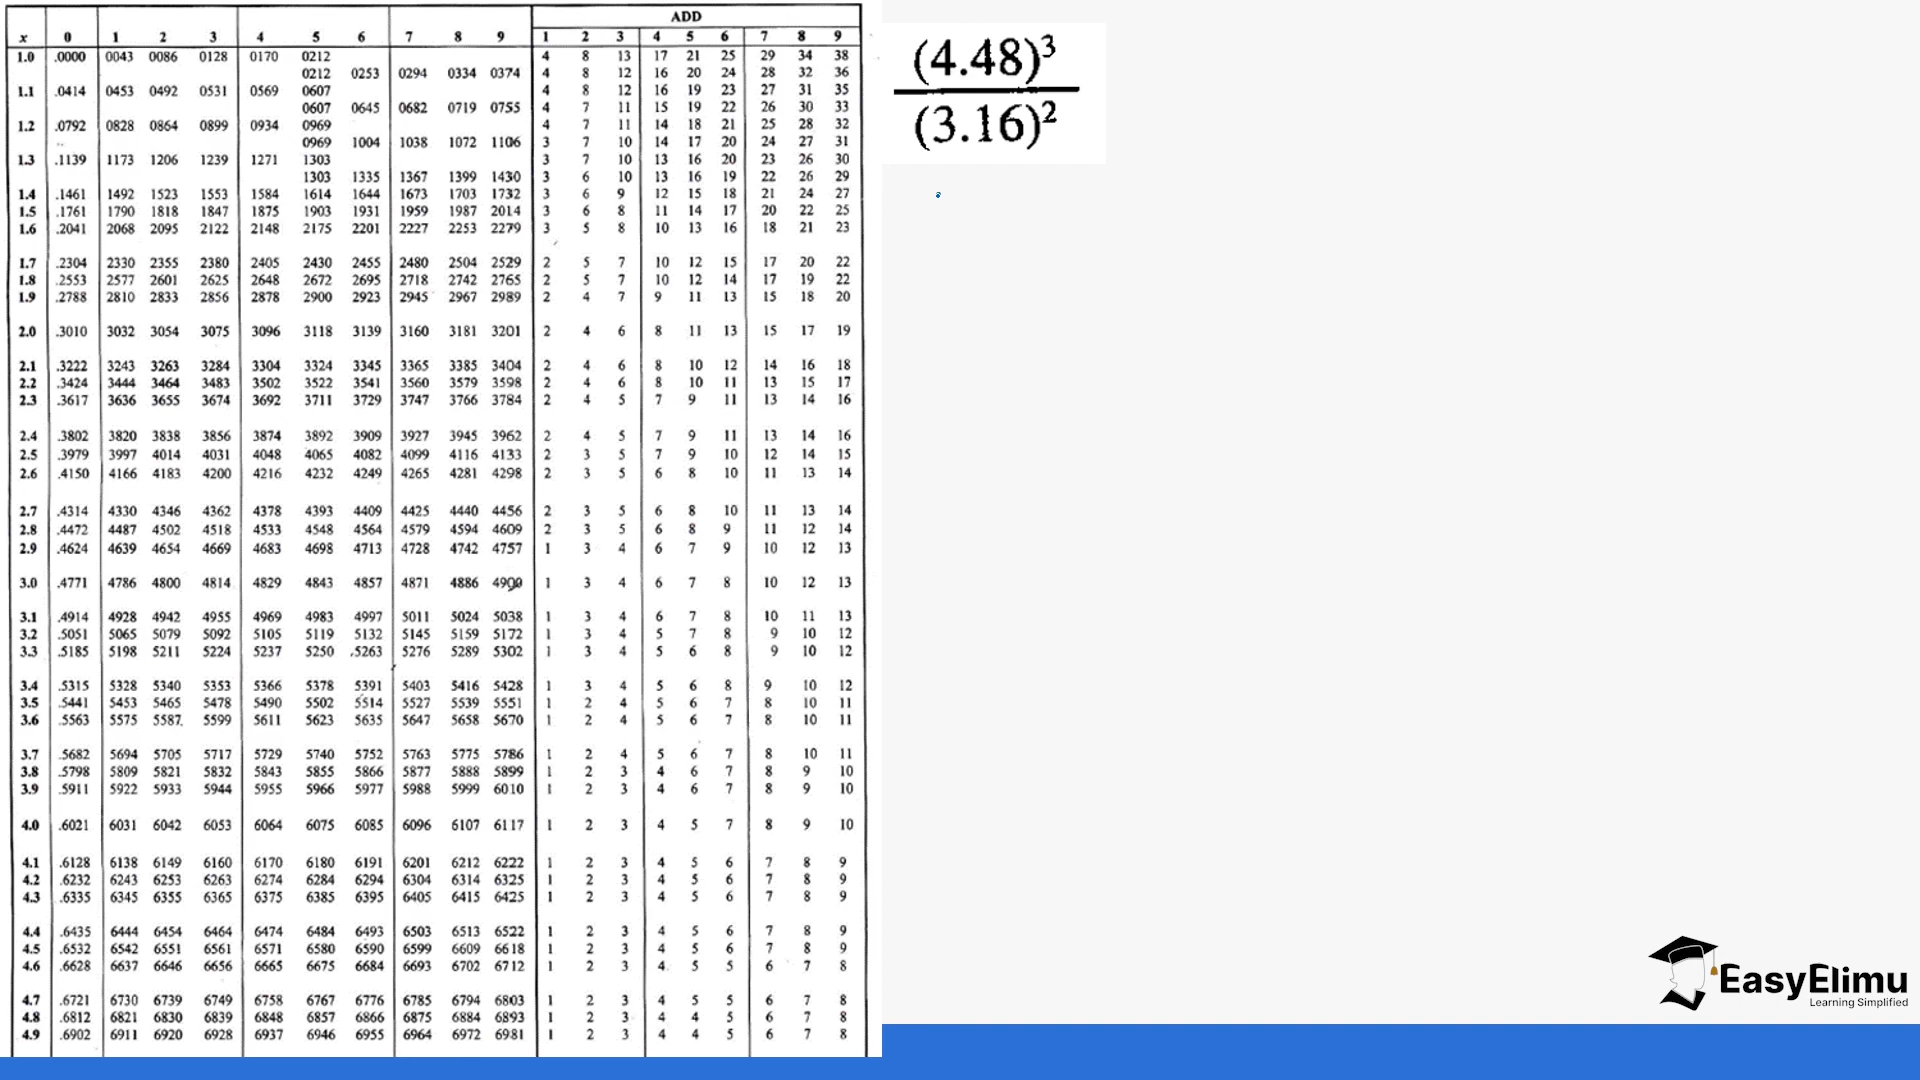 ADD
x 0 1 2 3 4 5 6 7 8 9 1 2 3 4 5 6 7 8 9
1.0 .0000 0043 0086 0128 0170 0212 4 8 13 17 21 25 29 34 38
0212 0253 0294 0334 0374 4 8 12 16 20 24 28 32 36
1.1 .0414 0453 0492 0531 0569 0607 4 8 12 16 19 23 27 31 35
0607 0645 0682 0719 0755 4 7 11 15 19 22 26 30 33
1.2 .0792 0828 0864 0899 0934 0969 4 7 11 14 18 21 25 28 32
0969 1004 1038 1072 1106 3 7 10 14 17 20 24 27 31
1.3 .1139 1173 1206 1239 1271 1303 3 7 10 13 16 20 23 26 30
1303 1335 1367 1399 1430 3 6 10 13 16 19 22 26 29
1.4 .1461 1492 1523 1553 1584 1614 1644 1673 1703 1732 3 6 9 12 15 18 21 24 27
1.5 .1761 1790 1818 1847 1875 1903 1931 1959 1987 2014 3 6 8 11 14 17 20 22 25
1.6 .2041 2068 2095 2122 2148 2175 2201 2227 2253 2279 3 5 8 10 13 16 18 21 23
1.7 .2304 2330 2355 2380 2405 2430 2455 2480 2504 2529 2 5 7 10 12 15 17 20 22
1.8 .2553 2577 2601 2625 2648 2672 2695 2718 2742 2765 2 5 7 10 12 14 17 19 22
1.9 .2788 2810 2833 2856 2878 2900 2923 2945 2967 2989 2 4 7 9 11 13 15 18 20
2.0 .3010 3032 3054 3075 3096 3118 3139 3160 3181 3201 2 4 6 8 11 13 15 17 19
2.1 .3222 3243 3263 3284 3304 3324 3345 3365 3385 3404 2 4 6 8 10 12 14 16 18
2.2 .3424 3444 3464 3483 3502 3522 3541 3560 3579 3598 2 4 6 8 10 11 13 15 17
2.3 .3617 3636 3655 3674 3692 3711 3729 3747 3766 3784 2 4 5 7 9 11 13 14 16
2.4 .3802 3820 3838 3856 3874 3892 3909 3927 3945 3962 2 4 5 7 9 11 13 14 16
2.5 .3979 3997 4014 4031 4048 4065 4082 4099 4116 4133 2 3 5 7 9 10 12 14 15
2.6 .4150 4166 4183 4200 4216 4232 4249 4265 4281 4298 2 3 5 6 8 10 11 13 14
2.7 .4314 4330 4346 4362 4378 4393 4409 4425 4440 4456 2 3 5 6 8 10 11 13 14
2.8 .4472 4487 4502 4518 4533 4548 4564 4579 4594 4609 2 3 5 6 8 9 11 12 14
2.9 .4624 4639 4654 4669 4683 4698 4713 4728 4742 4757 1 3 4 6 7 9 10 12 13
3.0 .4771 4786 4800 4814 4829 4843 4857 4871 4886 4900 1 3 4 6 7 8 10 12 13
3.1 .4914 4928 4942 4955 4969 4983 4997 5011 5024 5038 1 3 4 6 7 8 10 11 13
3.2 .5051 5065 5079 5092 5105 5119 5132 5145 5159 5172 1 3 4 5 7 8 9 10 12
3.3 .5185 5198 5211 5224 5237 5250 .5263 5276 5289 5302 1 3 4 5 6 8 9 10 12
3.4 .5315 5328 5340 5353 5366 5378 5391 5403 5416 5428 1 3 4 5 6 8 9 10 12
3.5 .5441 5453 5465 5478 5490 5502 5514 5527 5539 5551 1 2 4 5 6 7 8 10 11
3.6 .5563 5575 5587. 5599 5611 5623 5635 5647 5658 5670 1 2 4 5 6 7 8 10 11
3.7 .5682 5694 5705 5717 5729 5740 5752 5763 5775 5786 1 2 4 5 6 7 8 10 11
3.8 .5798 5809 5821 5832 5843 5855 5866 5877 5888 5899 1 2 3 4 6 7 8 9 10
3.9 .5911 5922 5933 5944 5955 5966 5977 5988 5999 6010 1 2 3 4 6 7 8 9 10
4.0 .6021 6031 6042 6053 6064 6075 6085 6096 6107 6117 1 2 3 4 5 7 8 9 10
4.1 .6128 6138 6149 6160 6170 6180 6191 6201 6212 6222 1 2 3 4 5 6 7 8 9
4.2 .6232 6243 6253 6263 6274 6284 6294 6304 6314 6325 1 2 3 4 5 6 7 8 9
4.3 .6335 6345 6355 6365 6375 6385 6395 6405 6415 6425 1 2 3 4 5 6 7 8 9
4.4 .6435 6444 6454 6464 6474 6484 6493 6503 6513 6522 1 2 3 4 5 6 7 8 9
4.5 .6532 6542 6551 6561 6571 6580 6590 6599 6609 6618 1 2 3 4 5 6 7 8 9
4.6 .6628 6637 6646 6656 6665 6675 6684 6693 6702 6712 1 2 3 4 5 5 6 7 8
4.7 .6721 6730 6739 6749 6758 6767 6776 6785 6794 6803 1 2 3 4 5 5 6 7 8
4.8 .6812 6821 6830 6839 6848 6857 6866 6875 6884 6893 1 2 3 4 4 5 6 7 8
4.9 .6902 6911 6920 6928 6937 6946 6955 6964 6972 6981 1 2 3 4 4 5 6 7 8
(4.48)³
(3.16)²
EasyElimu
Learning Simplified